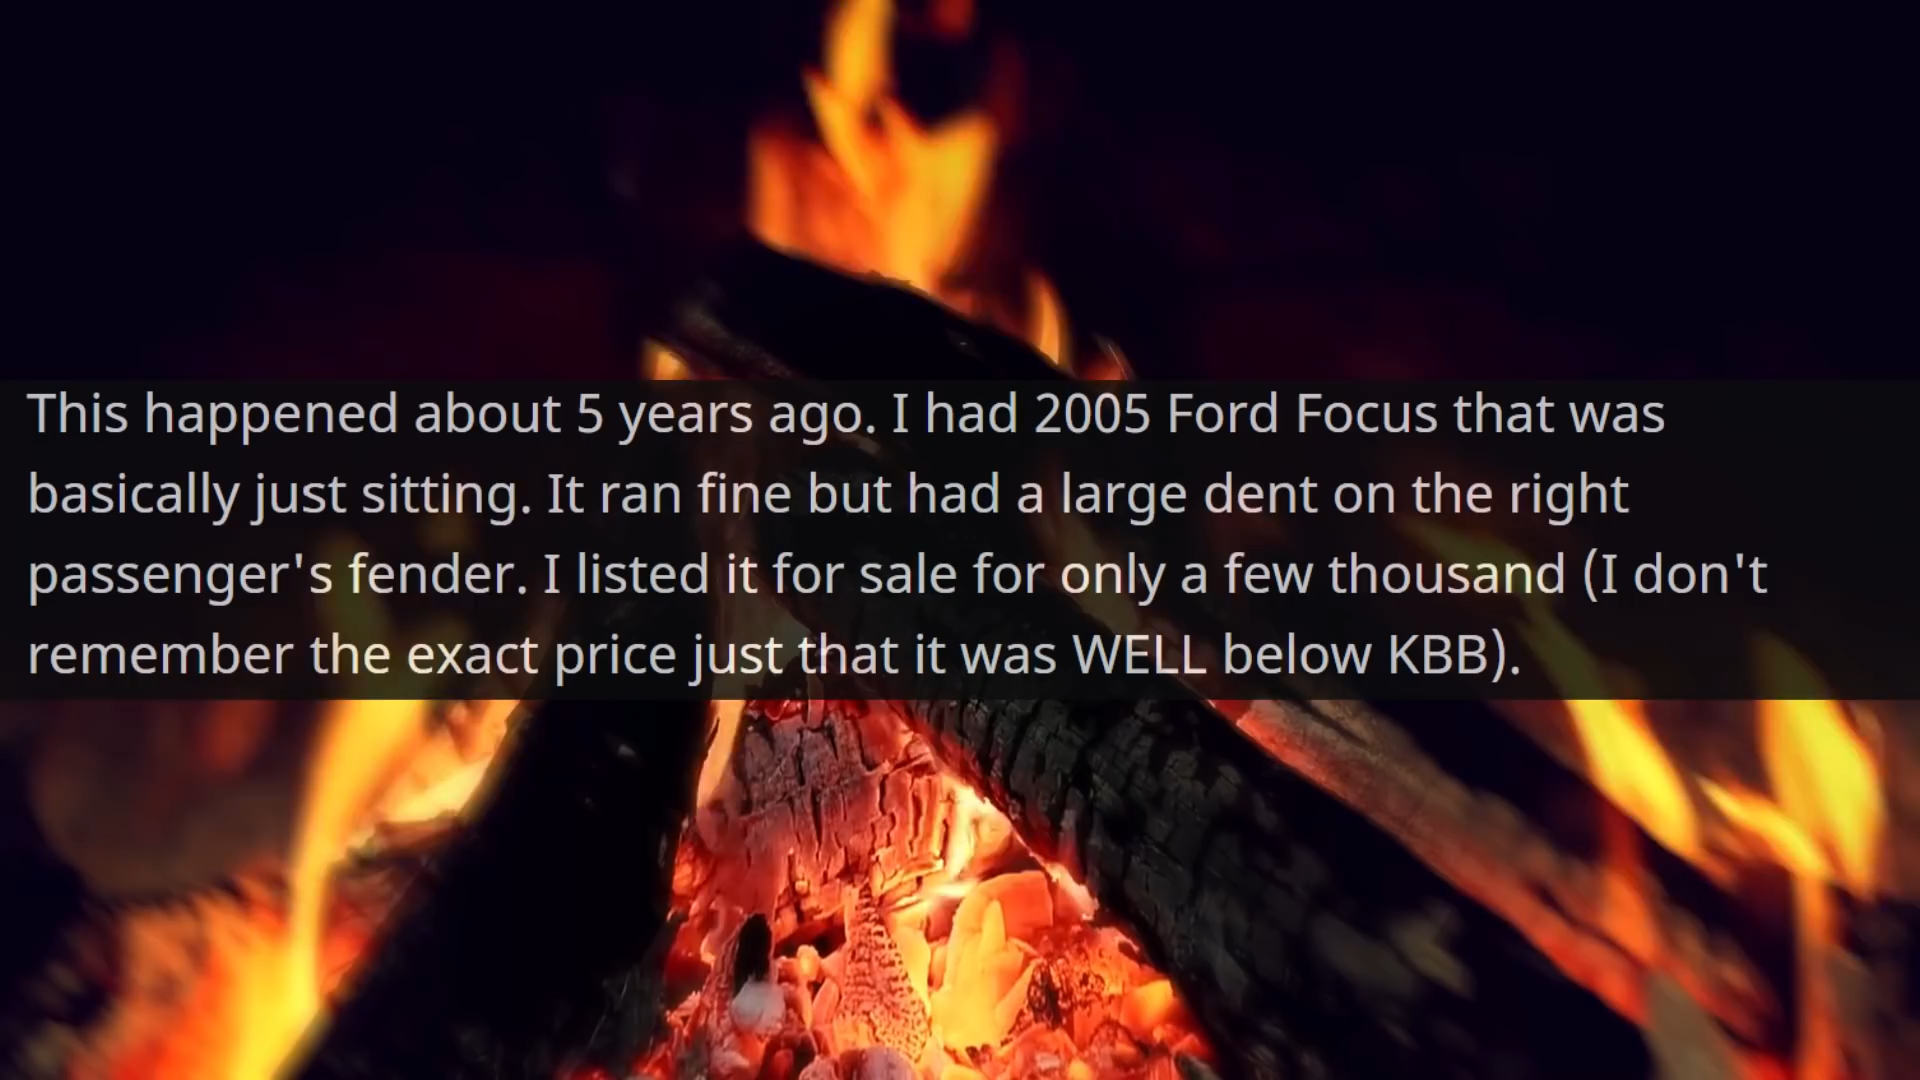 This happened about 5 years ago. I had 2005 Ford Focus that was
basically just sitting. It ran fine but had a large dent on the right
passenger's fender. I listed it for sale for only a few thousand (I don't
remember the exact price just that it was WELL below KBB).